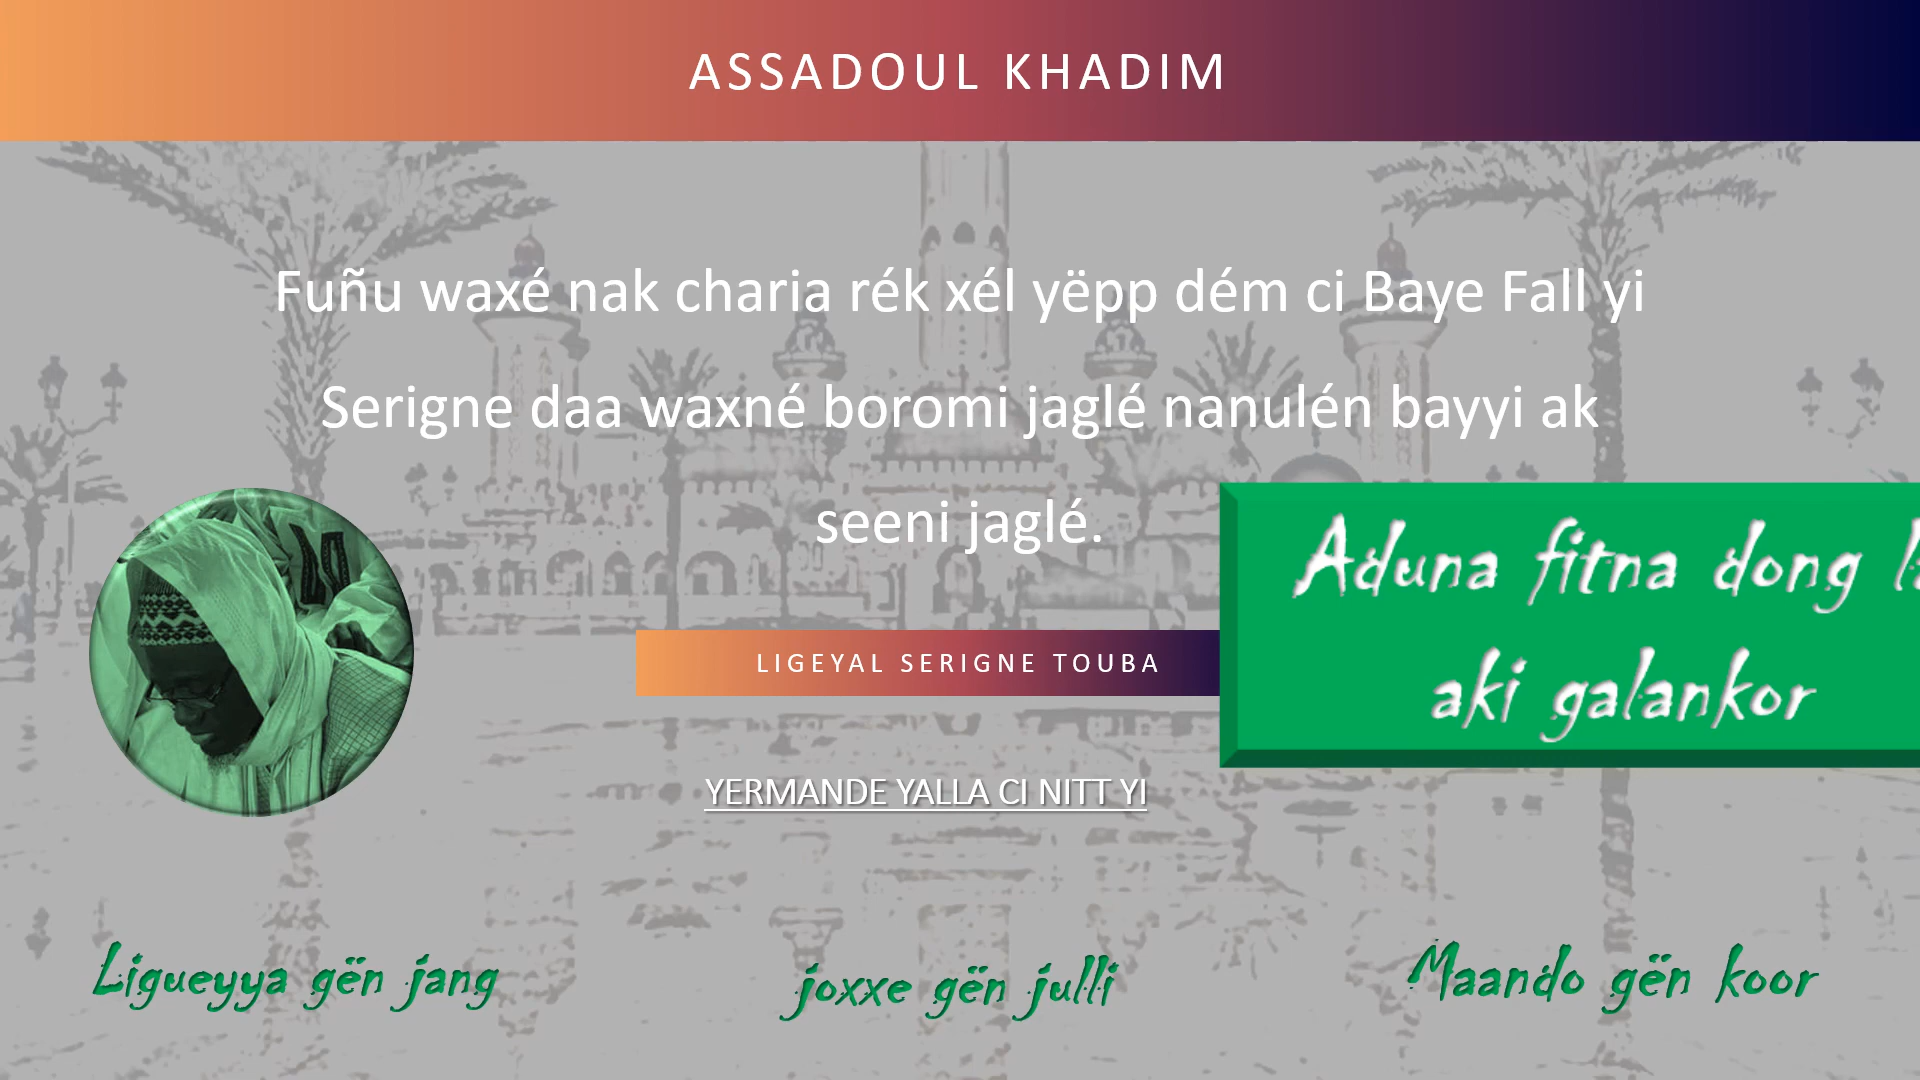 ASSADOUL KHADIM
Fuñu waxé nak charia rék xél yëpp dém ci Baye Fall yi
Serigne daa waxné boromi jaglé nanulén bayyi ak
seeni jaglé.
Aduna fitna dong
aki galankor
LIGEYAL SERIGNE TOUBA
YERMANDE YALLA CI NITT YI
Ligueyya gën jang
joxxe gën julli
Maando gën koor